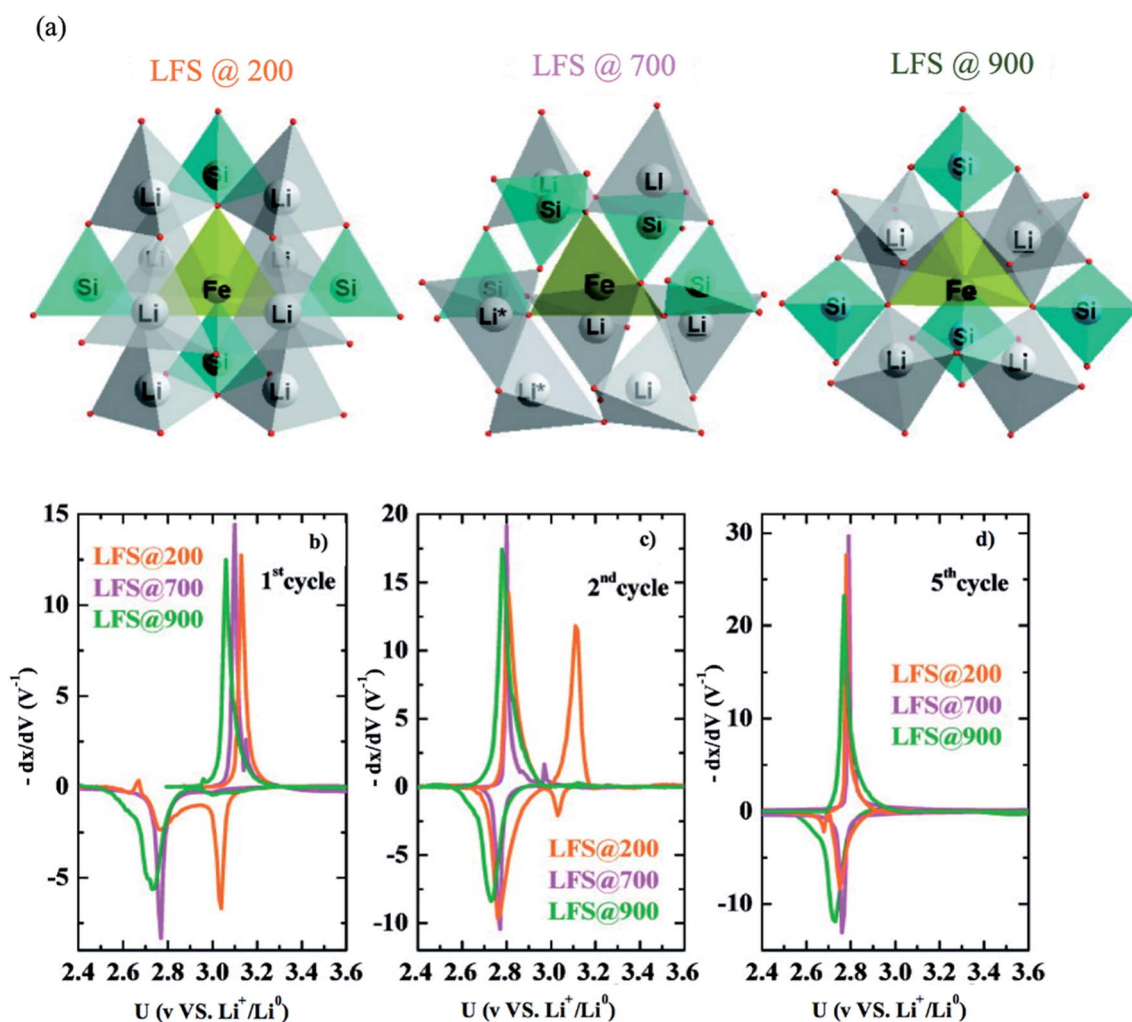 (a)
LFS @ 200
LFS @ 700
LFS @ 900
Si
Li
Li
Li
Li
Si
Fe
Si
Li
Li
Si
Li
Li
Li
Li
Si
Si
Si
Si
Fe
Li*
Li
Li
Li*
Li
Si
Li
Li
Si
Fe
Si
Si
Li
Li
15
10
5
0
-5
- dx/dV (V⁻¹)
b)
LFS@200
LFS@700
LFS@900
1ˢᵗcycle
2.4 2.6 2.8 3.0 3.2 3.4 3.6
U (v VS. Li⁺/Li⁰)
20
15
10
5
0
-5
-10
- dx/dV (V⁻¹)
c)
2ⁿᵈcycle
LFS@200
LFS@700
LFS@900
2.4 2.6 2.8 3.0 3.2 3.4 3.6
U (v VS. Li⁺/Li⁰)
30
20
10
0
-10
- dx/dV (V⁻¹)
d)
5ᵗʰcycle
LFS@200
LFS@700
LFS@900
2.4 2.6 2.8 3.0 3.2 3.4 3.6
U (v VS. Li⁺/Li⁰)